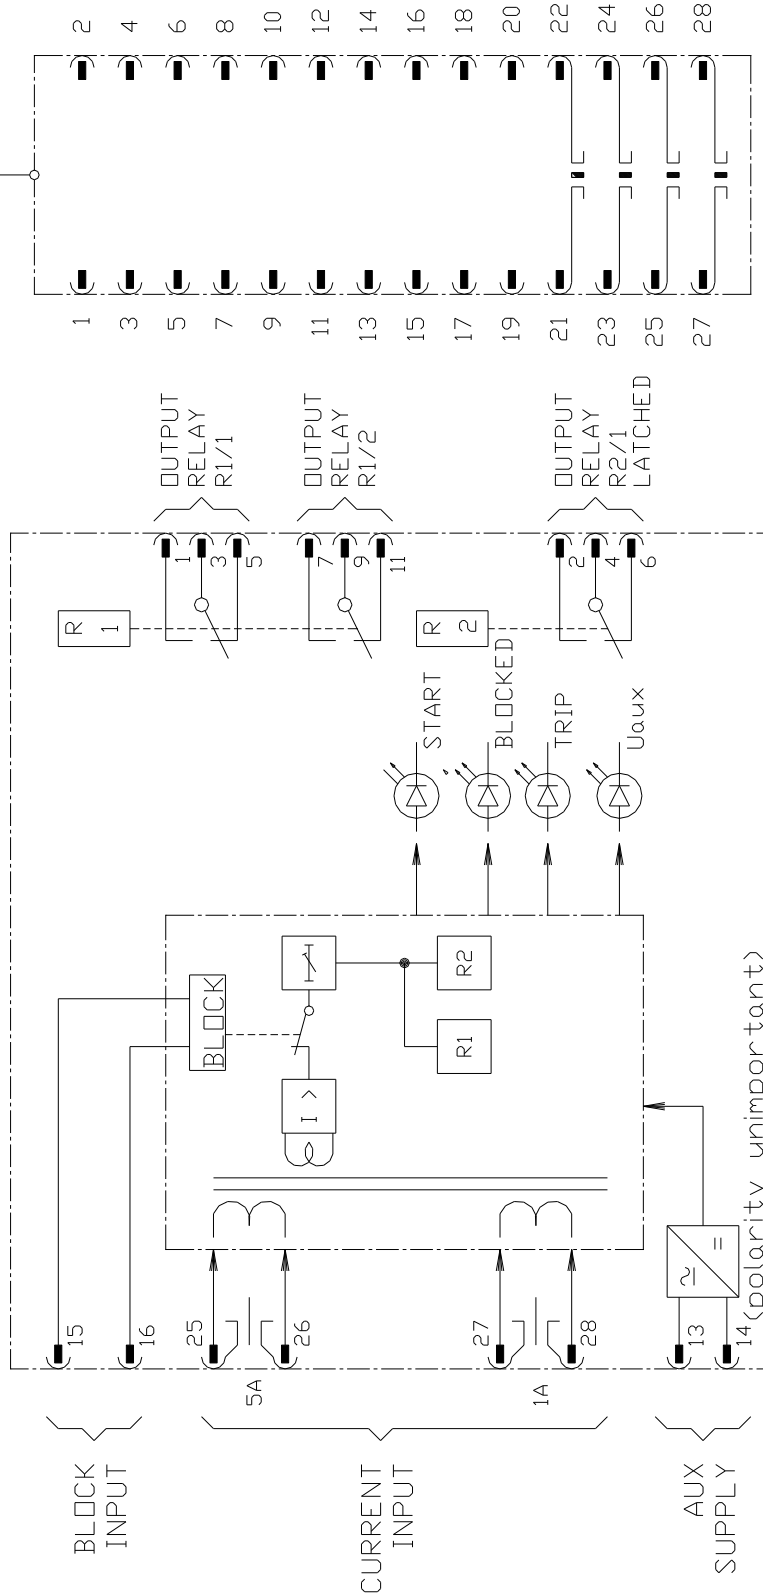 2 4 6 8 10 12 14 16 18 20 22 24 26 28
1 3 5 7 9 11 13 15 17 19 21 23 25 27
OUTPUT
RELAY
R1/1
OUTPUT
RELAY
R1/2
OUTPUT
RELAY
R2/1
LATCHED
1
3
5
7
9
11
2
4
6
R
1
R
2
START
BLOCKED
TRIP
Uaux
BLOCK
I >
R1
R2
~
=
15
16
25
26
27
28
13
14
(polarity unimportant)
5A
1A
BLOCK
INPUT
CURRENT
INPUT
AUX
SUPPLY